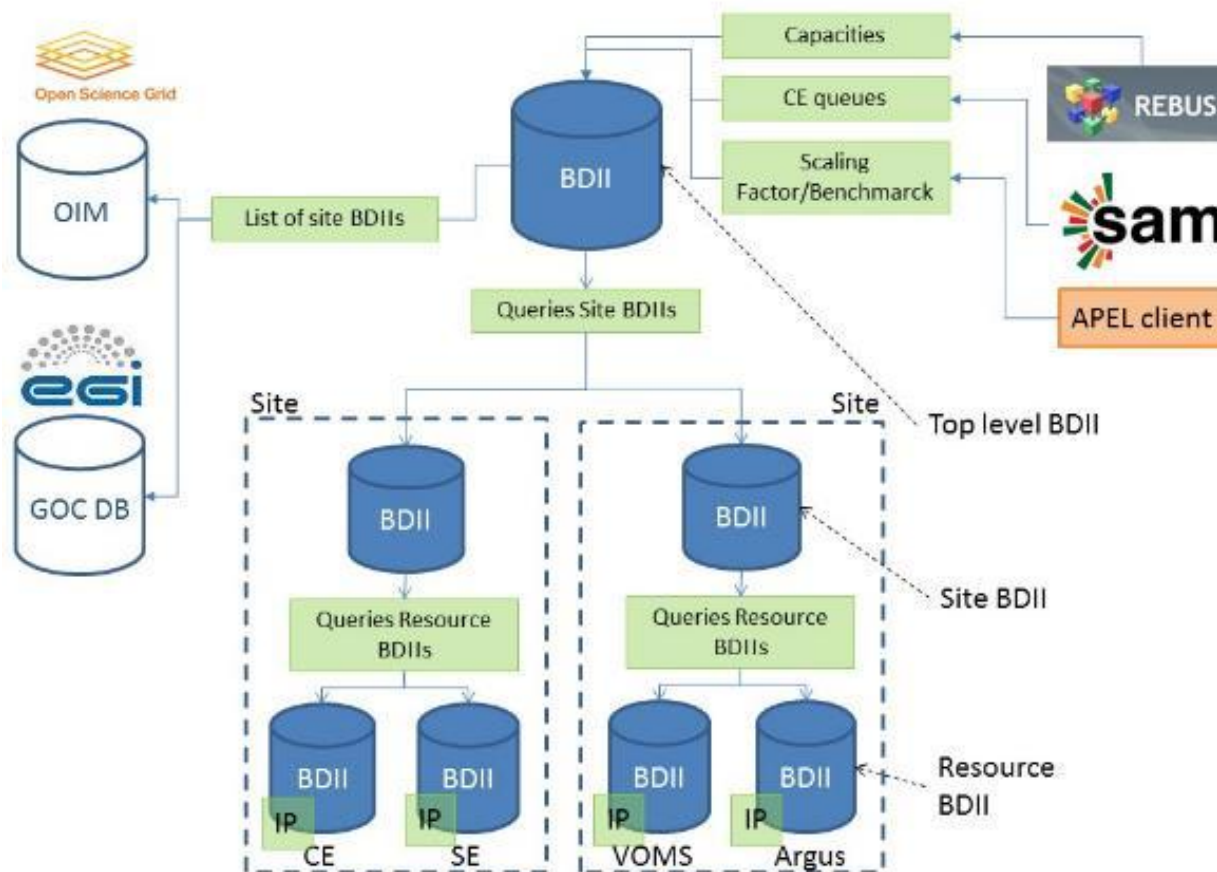 Open Science Grid
OIM
List of site BDIIs
egi
GOC DB
BDII
Capacities
CE queues
Scaling
Factor/Benchmarck
REBUS
sam
APEL client
Queries Site BDIIs
Top level BDII
Site
BDII
Queries Resource
BDIIs
BDII
IP
CE
BDII
IP
SE
Site
BDII
Site BDII
Queries Resource
BDIIs
BDII
IP
VOMS
BDII
IP
Argus
Resource
BDII